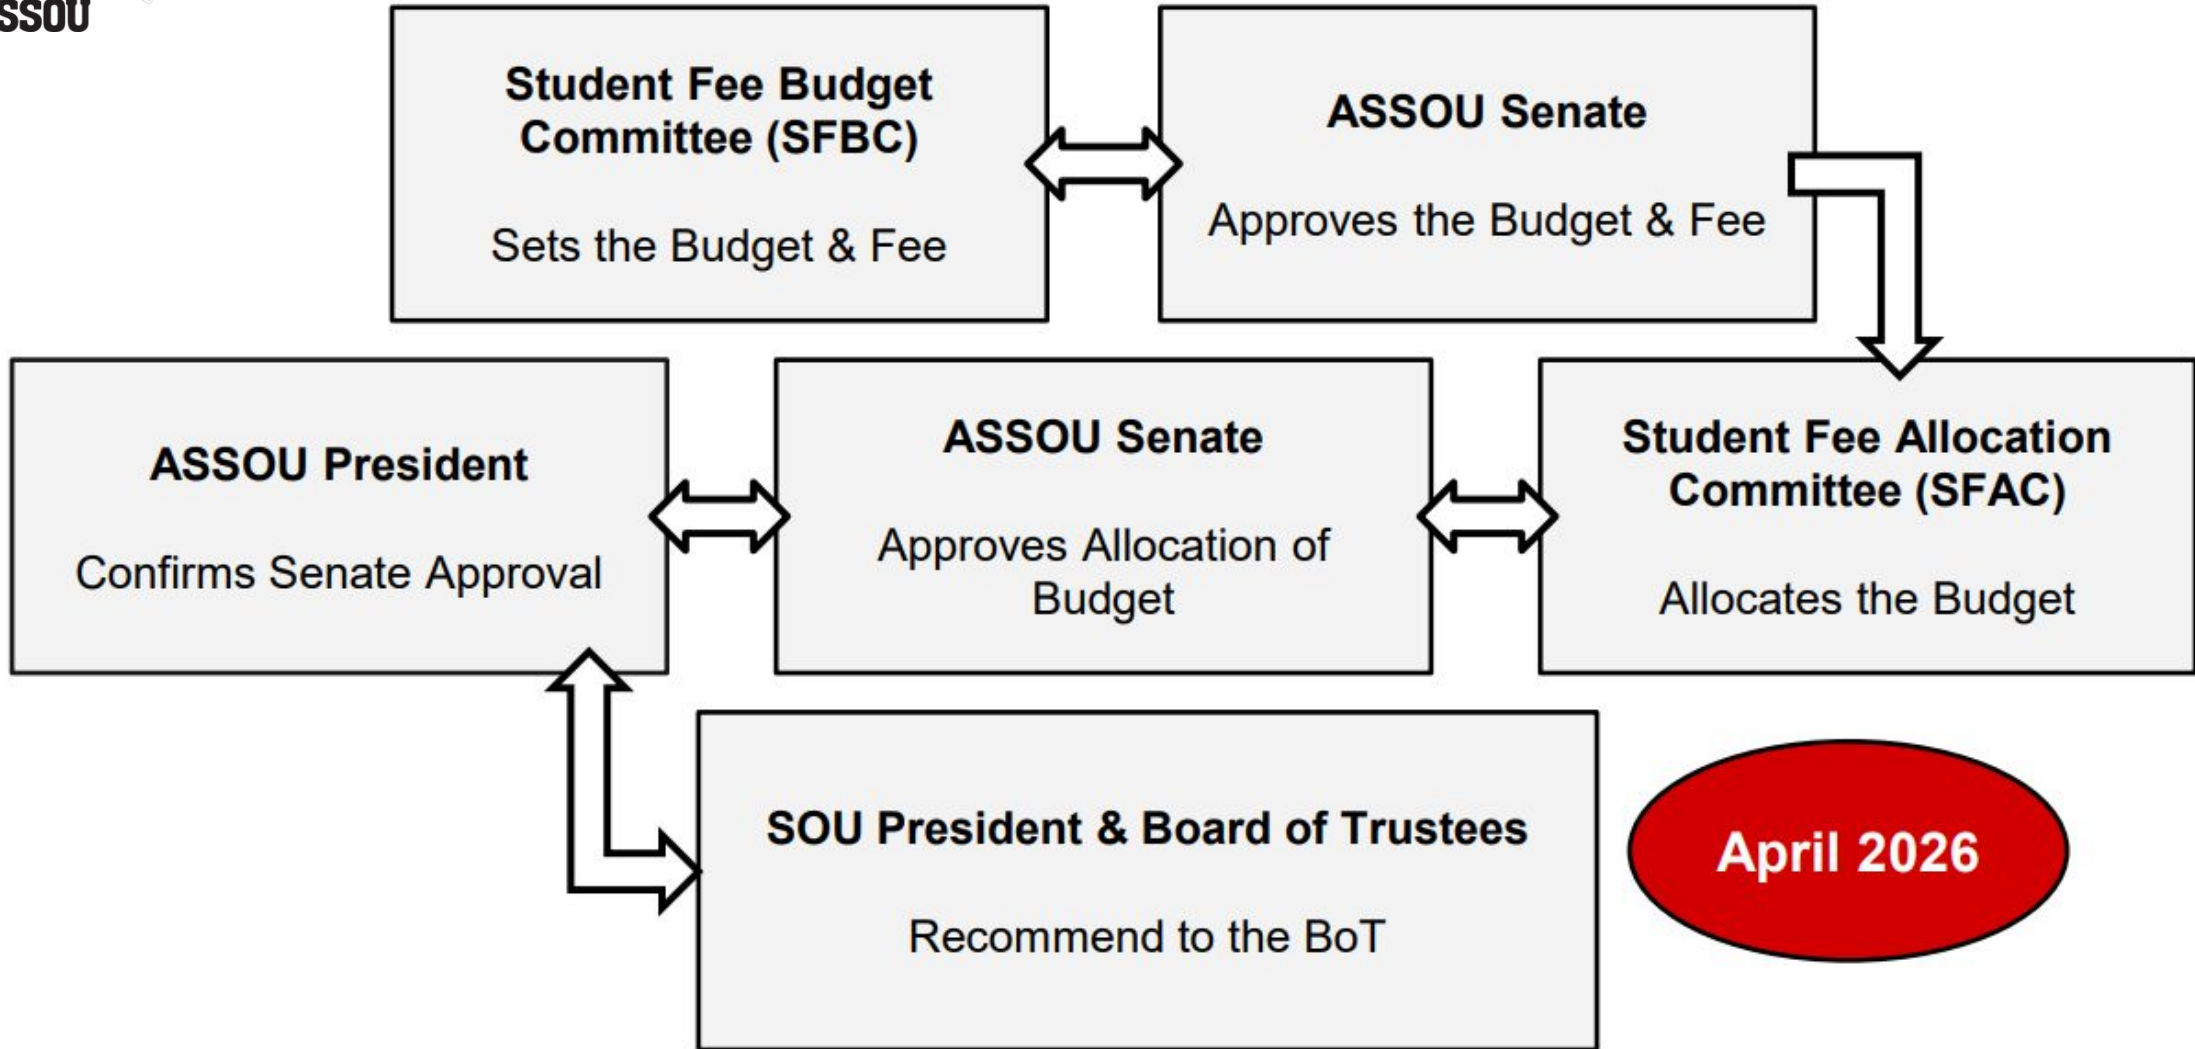 SSOU
Student Fee Budget
Committee (SFBC)
Sets the Budget & Fee
ASSOU Senate
Approves the Budget & Fee
ASSOU President
Confirms Senate Approval
ASSOU Senate
Approves Allocation of
Budget
Student Fee Allocation
Committee (SFAC)
Allocates the Budget
SOU President & Board of Trustees
Recommend to the BoT
April 2026